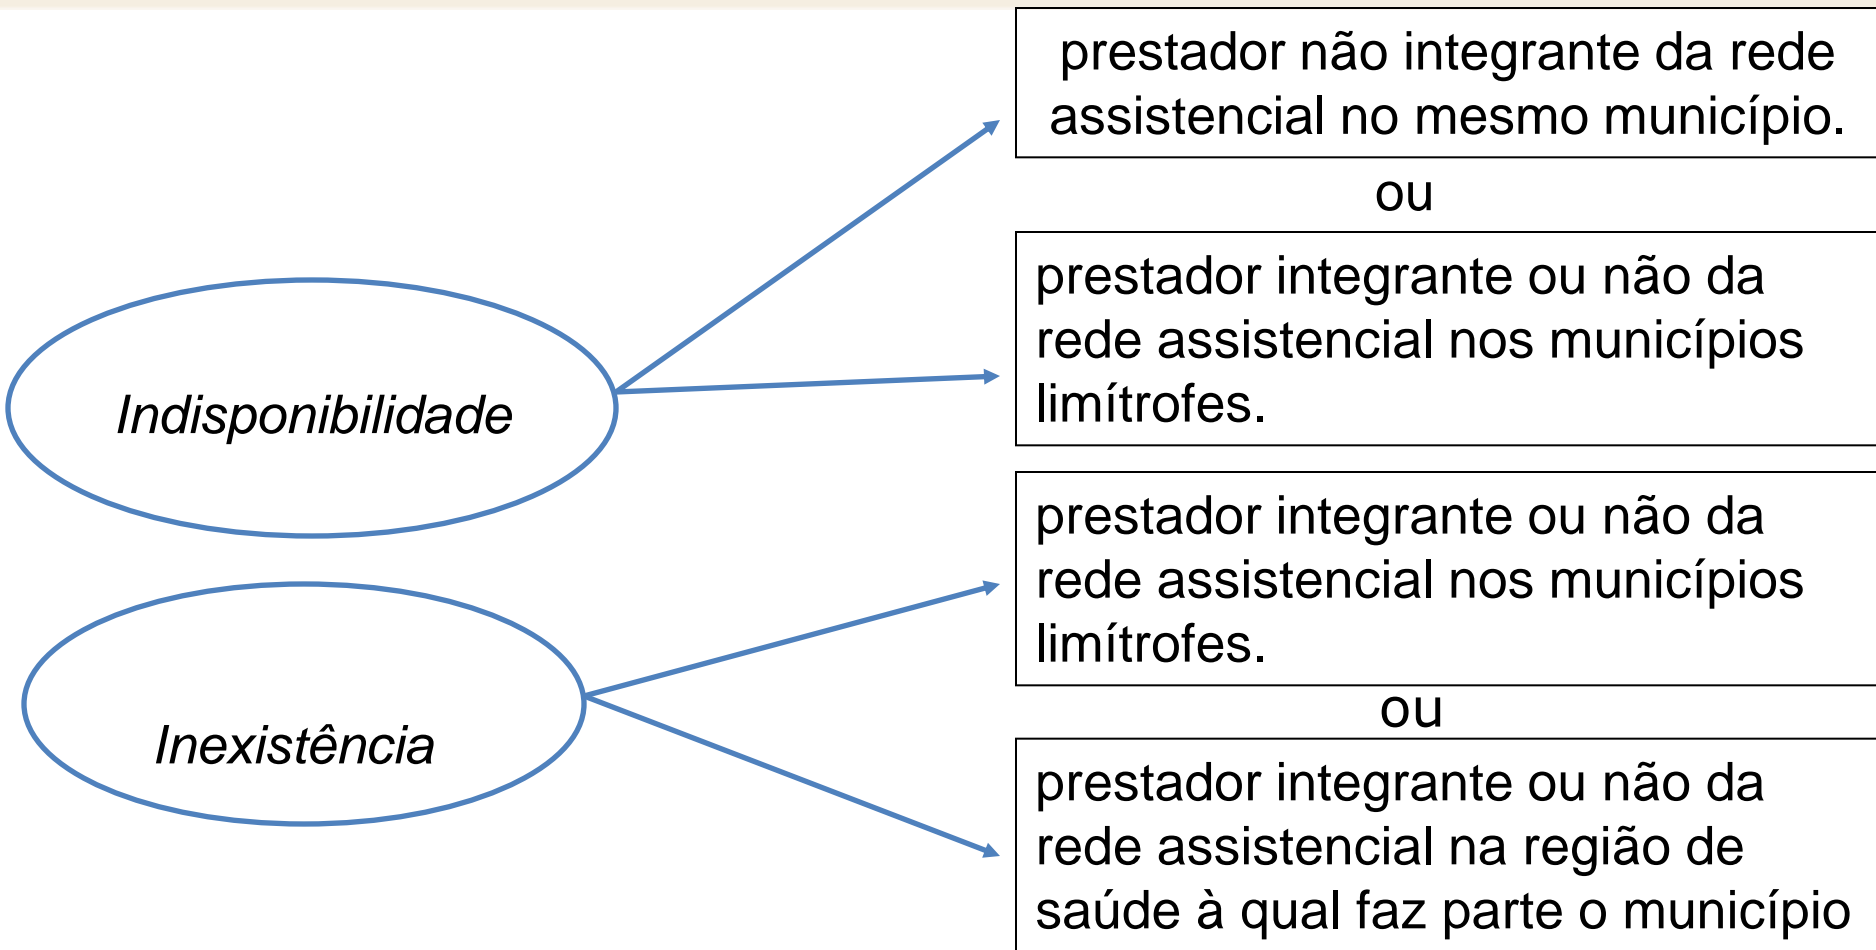 prestador não integrante da rede
assistencial no mesmo município.
ou
prestador integrante ou não da
rede assistencial nos municípios
limítrofes.
Indisponibilidade
prestador integrante ou não da
rede assistencial nos municípios
limítrofes.
ou
Inexistência
prestador integrante ou não da
rede assistencial na região de
saúde à qual faz parte o município